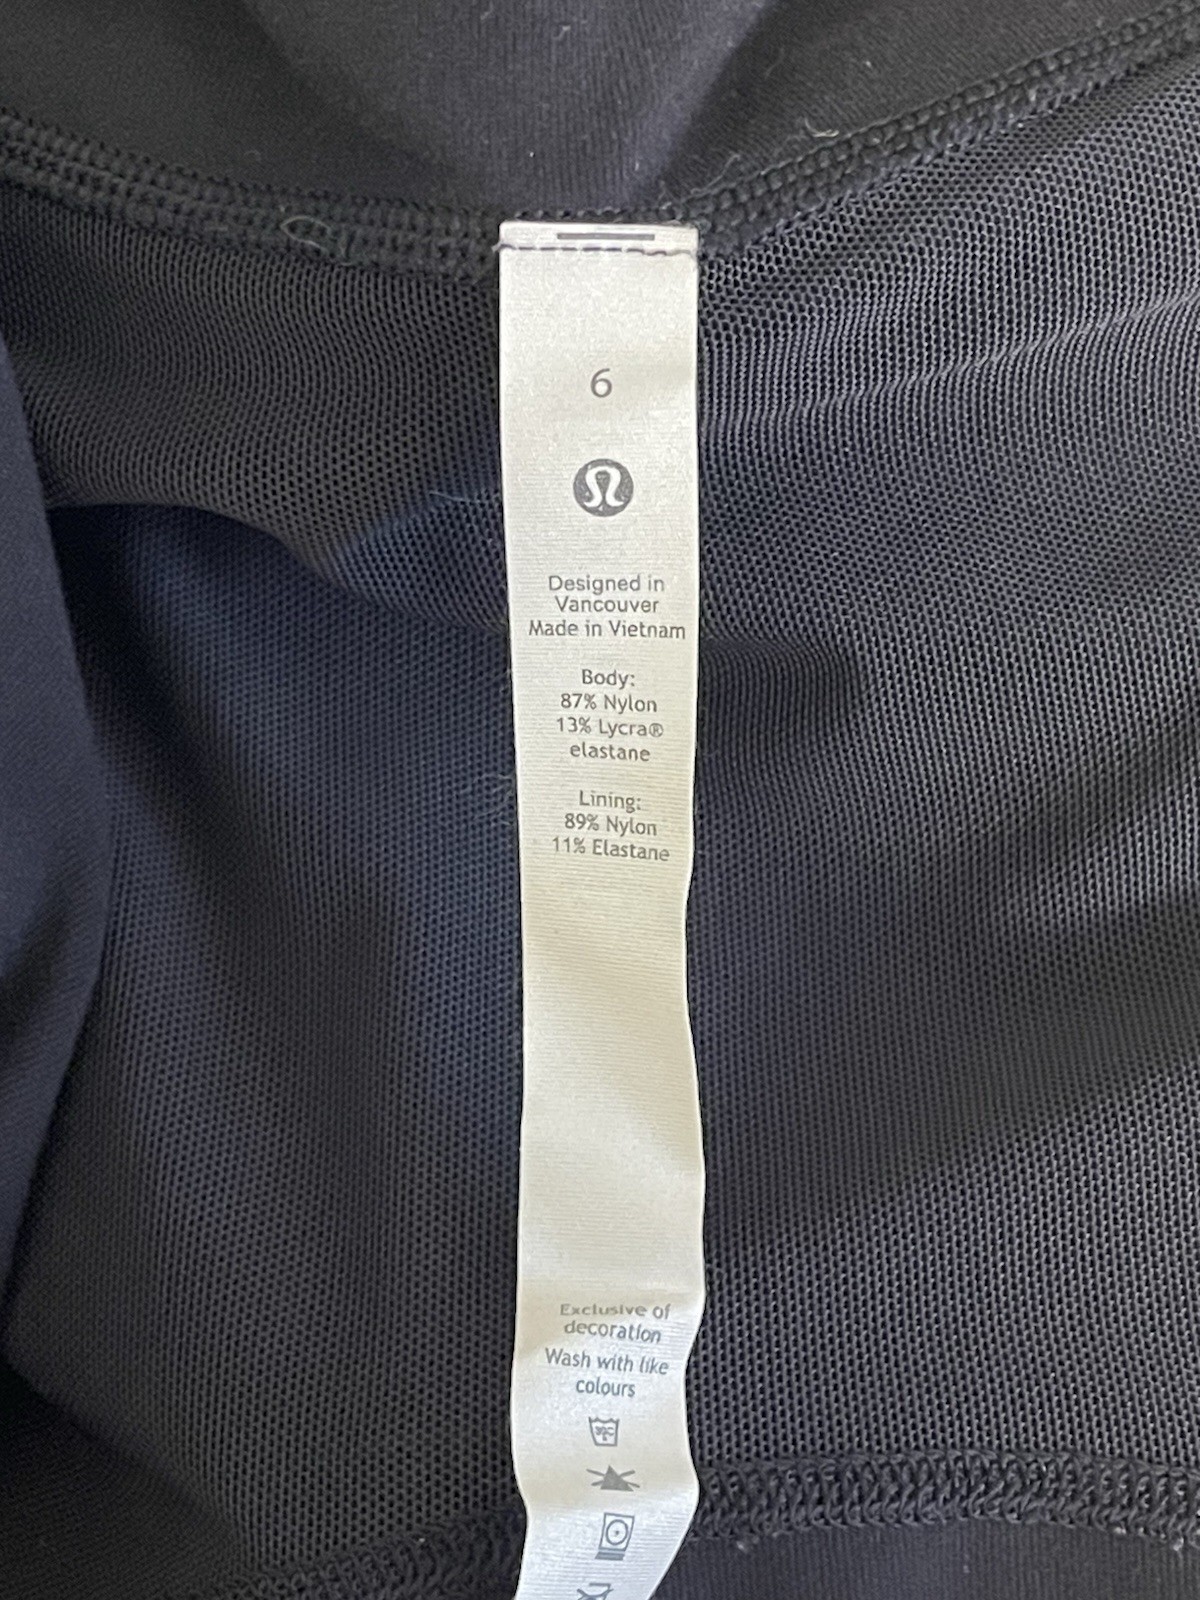 6
Designed in
Vancouver
Made in Vietnam
Body:
87% Nylon
13% Lycra®
elastane
Lining:
89% Nylon
11% Elastane
Exclusive of
decoration
Wash with like
colours